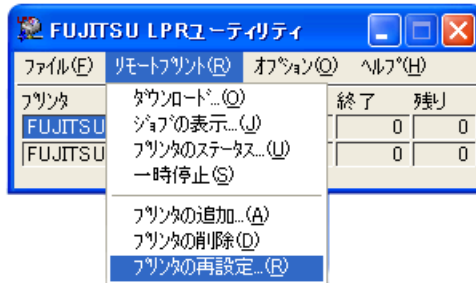 FUJITSU LPRユーティリティ
ファイル(F) リモートプリント(R) オプション(O) ヘルプ(H)
プリンタ 終了 残り
FUJITSU 0 0
FUJITSU 0 0
ダウンロード...(O)
ジョブの表示...(J)
プリンタのステータス...(U)
一時停止(S)
プリンタの追加...(A)
プリンタの削除(D)
プリンタの再設定...(R)